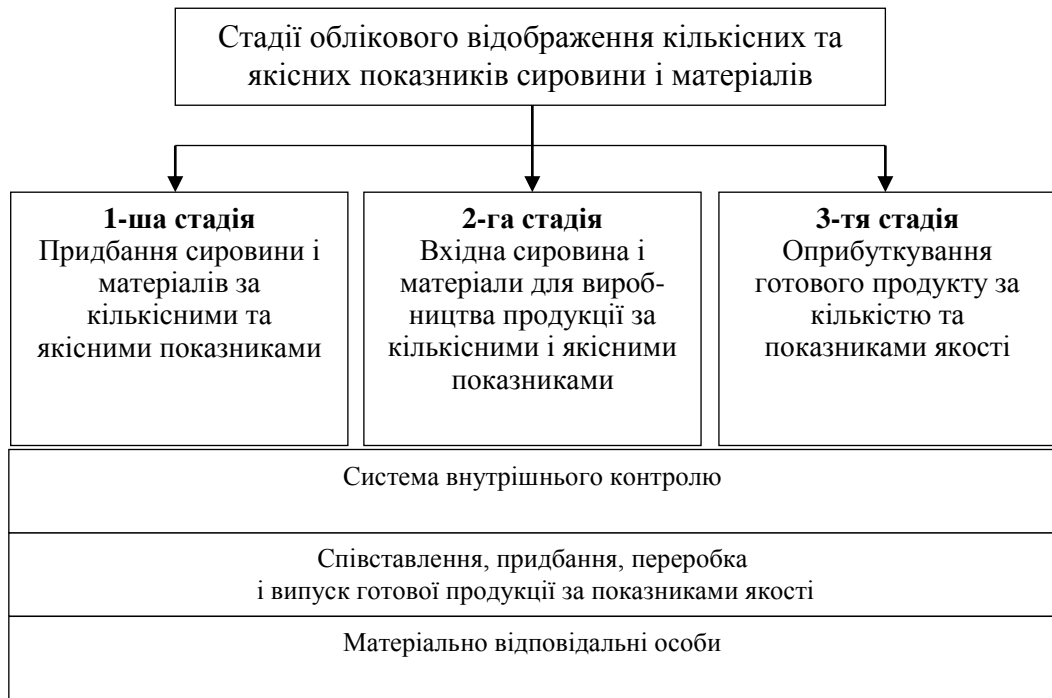 Стадії облікового відображення кількісних та
якісних показників сировини і матеріалів
1-ша стадія
Придбання сировини і
матеріалів за
кількісними та
якісними показниками
2-га стадія
Вхідна сировина і
матеріали для вироб-
ництва продукції за
кількісними і якісними
показниками
3-тя стадія
Оприбуткування
готового продукту за
кількістю та
показниками якості
Система внутрішнього контролю
Співставлення, придбання, переробка
і випуск готової продукції за показниками якості
Матеріально відповідальні особи